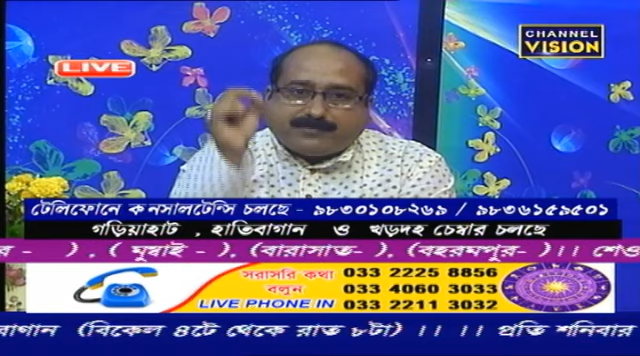 CHANNEL
VISION
LIVE
টেলিফোনে কনসালটেন্সি চলছে - ৯৮৩০১০৮২৬৯ / ৯৮৩৬১৫৯৫০১
গড়িয়াহাট , হাতিবাগান ও খড়দহ চেম্বার চলছে
র - ) , ( মুম্বাই - ), (বারাসাত- ), (বহরমপুর- )।। শেও
সরাসরি কথা
বলুন
LIVE PHONE IN
033 2225 8856
033 4060 3033
033 2211 3032
বাগান (বিকেল ৪টে থেকে রাত ৮টা) ।। ।। প্রতি শনিবার